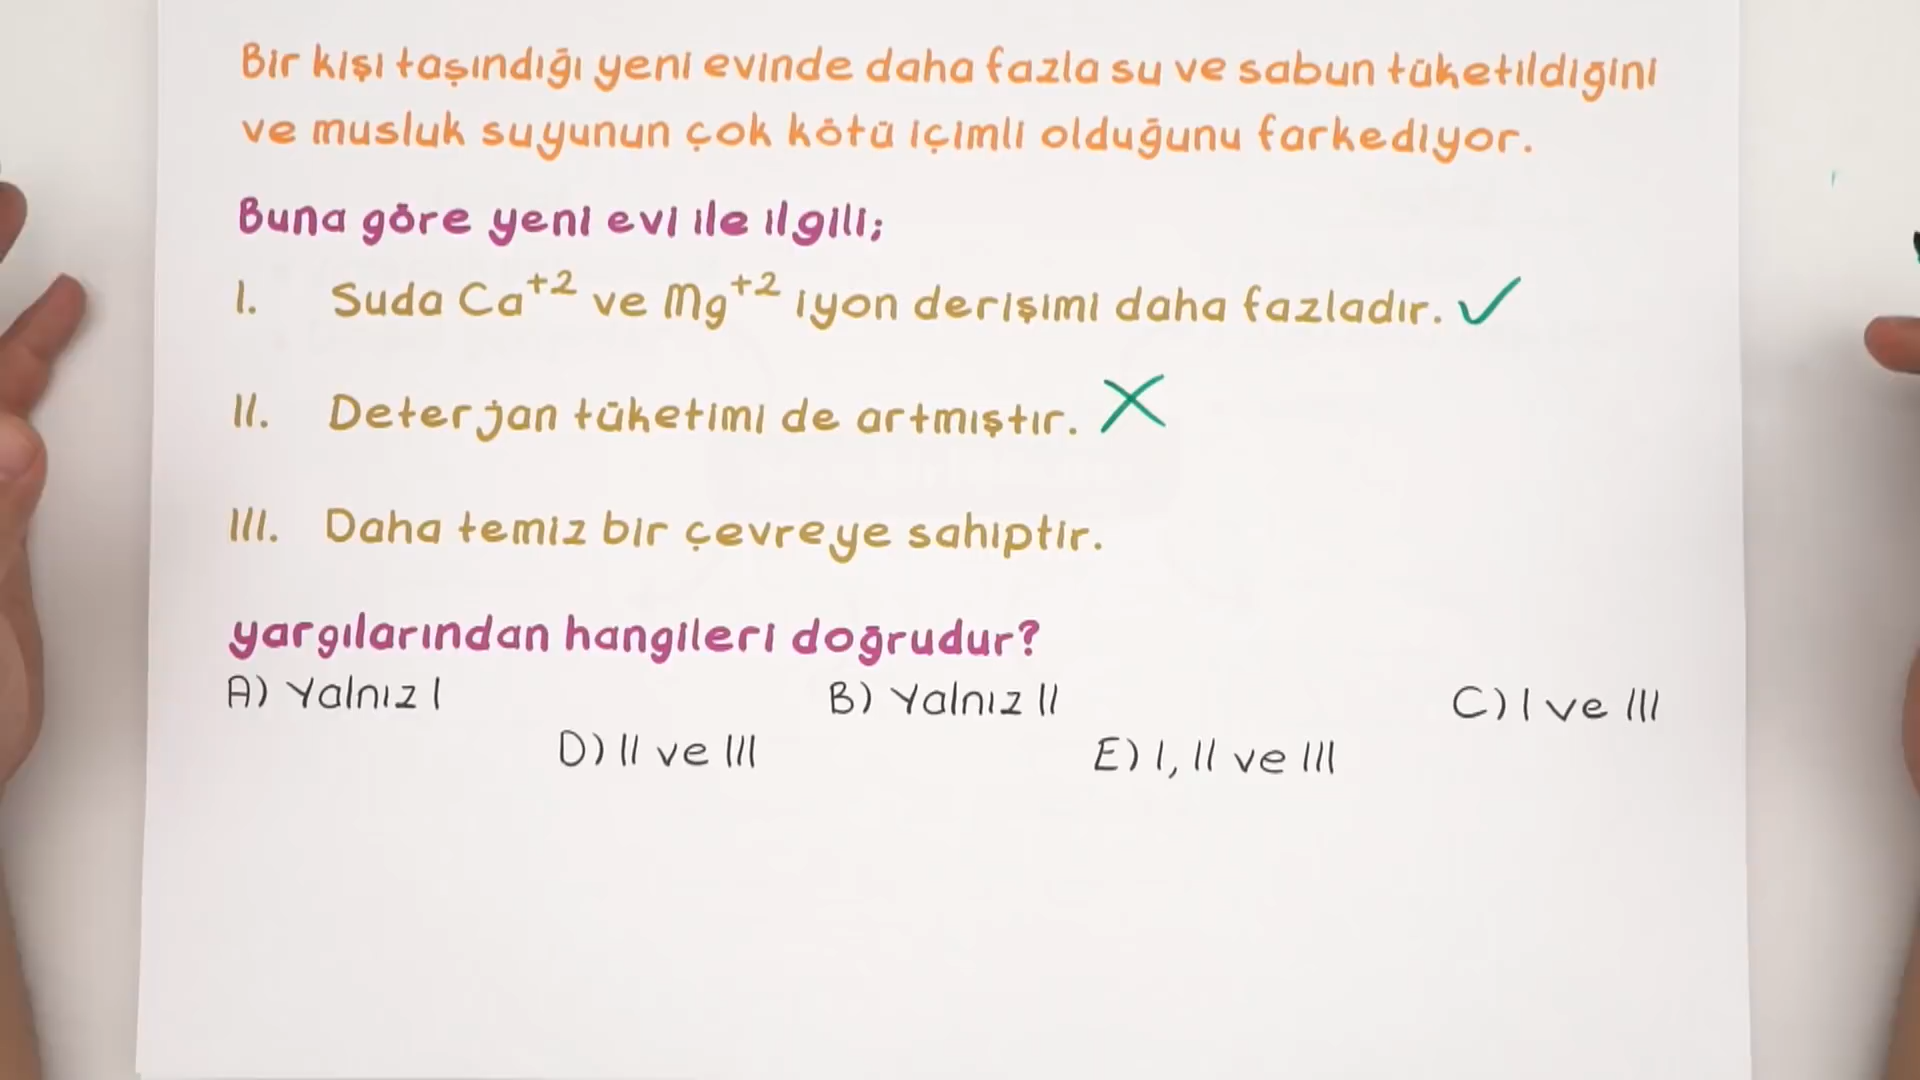 Bir kişi taşındığı yeni evinde daha fazla su ve sabun tüketildiğini
ve musluk suyunun çok kötü içimli olduğunu farkediyor.
Buna göre yeni evi ile ilgili;
I. Suda Ca⁺² ve Mg⁺² iyon derişimi daha fazladır. ✓
II. Deterjan tüketimi de artmıştır. X
III. Daha temiz bir çevreye sahiptir.
yargılarından hangileri doğrudur?
A) Yalnız I B) Yalnız II C) I ve III
D) II ve III E) I, II ve III